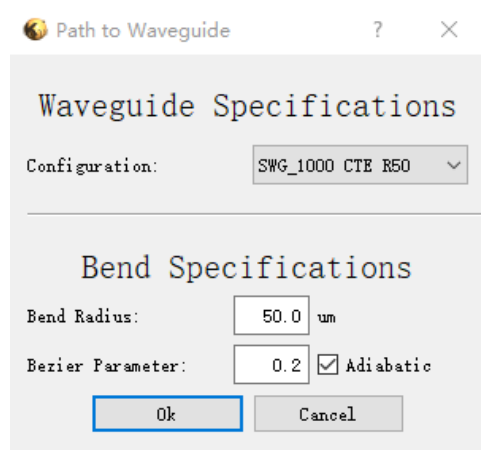 Path to Waveguide ? ×
Waveguide Specifications
Configuration: SWG_1000 CTE R50
Bend Specifications
Bend Radius: 50.0 um
Bezier Parameter: 0.2 Adiabatic
Ok Cancel